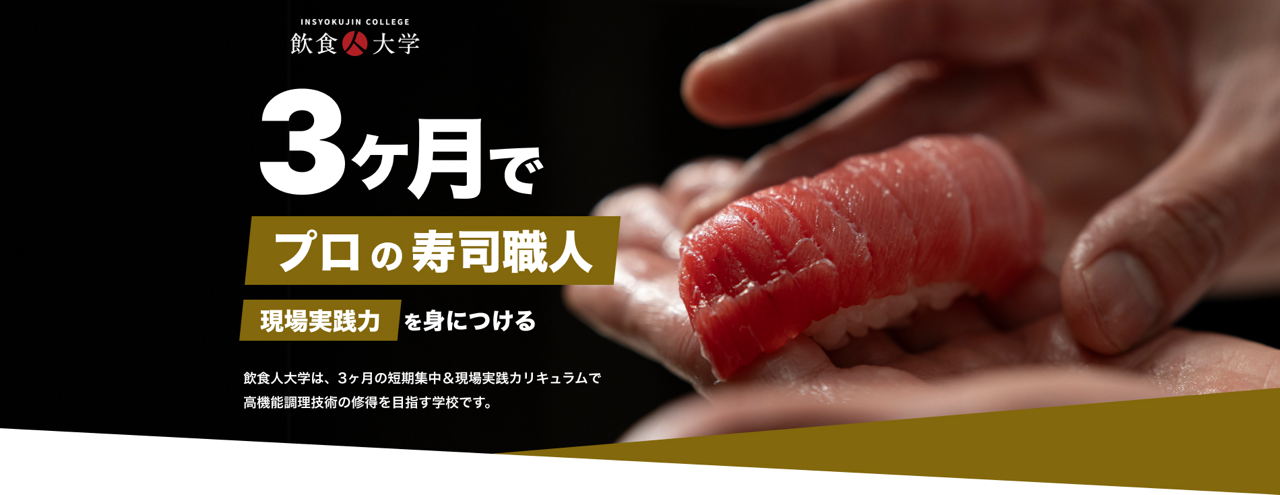 INSYOKUJIN COLLEGE
飲食人大学
3ヶ月で
プロの寿司職人
現場実践力を身につける
飲食人大学は、3ヶ月の短期集中&現場実践カリキュラムで
高機能調理技術の修得を目指す学校です。